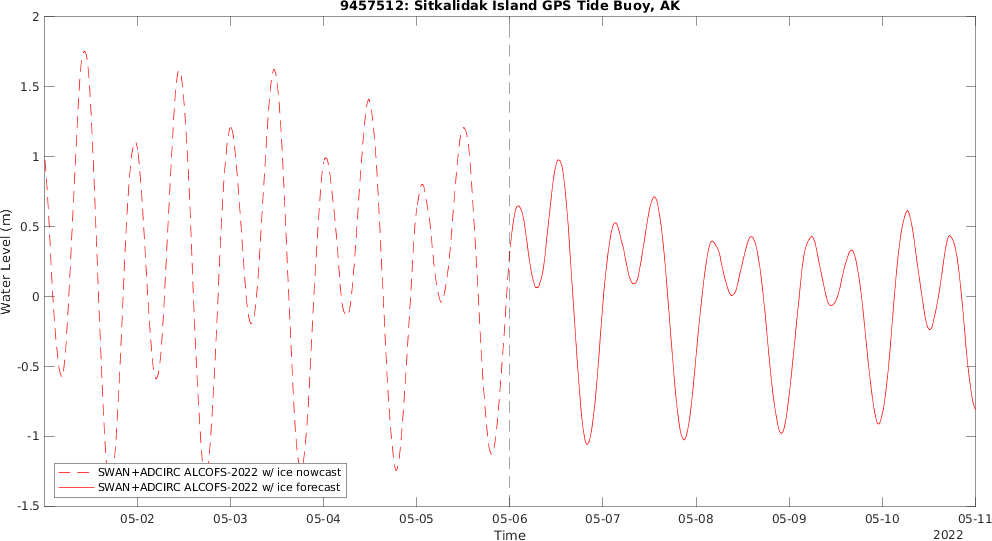 9457512: Sitkalidak Island GPS Tide Buoy, AK
2
1.5
1
0.5
0
-0.5
-1
-1.5
Water Level (m)
SWAN+ADCIRC ALCOFS-2022 w/ ice nowcast
SWAN+ADCIRC ALCOFS-2022 w/ ice forecast
05-02 05-03 05-04 05-05 05-06 05-07 05-08 05-09 05-10 05-11
Time
2022